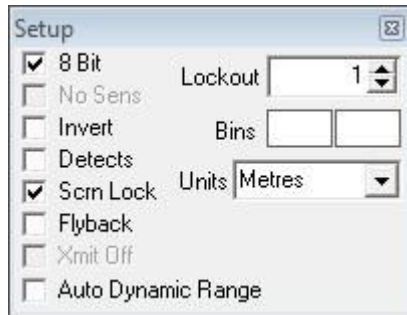 Setup
8 Bit
Lockout 1
No Sens
Invert
Bins
Detects
Units Metres
Scrn Lock
Flyback
Xmit Off
Auto Dynamic Range